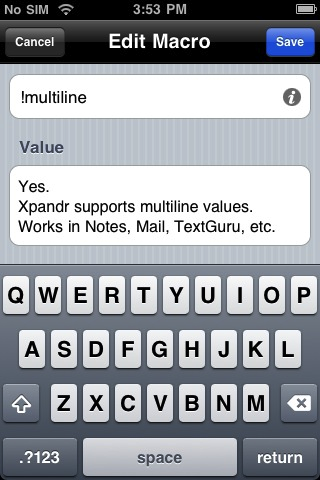 No SIM 3:53 PM
Cancel Edit Macro Save
!multiline
Value
Yes.
Xpandr supports multiline values.
Works in Notes, Mail, TextGuru, etc.
Q W E R T Y U I O P
A S D F G H J K L
Z X C V B N M
.?123 space return